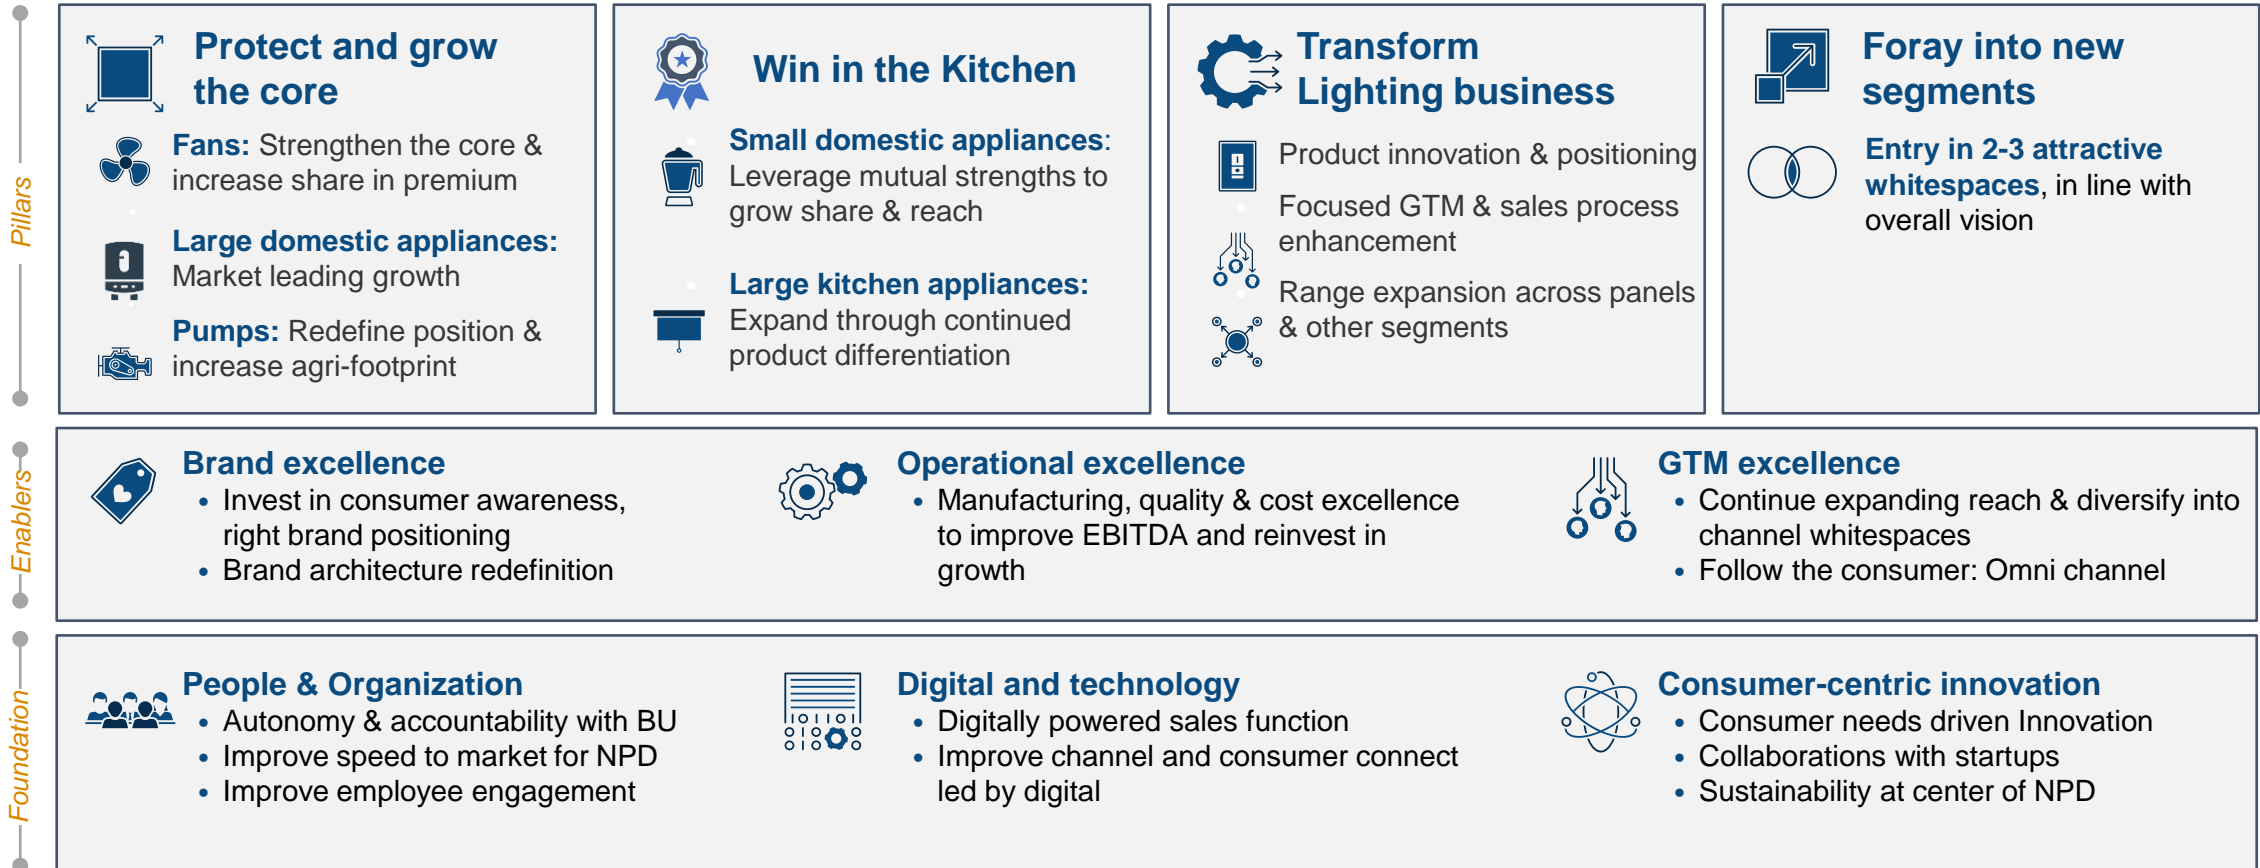 Pillars
Protect and grow
the core
Fans: Strengthen the core &
increase share in premium
Large domestic appliances:
Market leading growth
Pumps: Redefine position &
increase agri-footprint
Win in the Kitchen
Small domestic appliances:
Leverage mutual strengths to
grow share & reach
Large kitchen appliances:
Expand through continued
product differentiation
Transform
Lighting business
Product innovation & positioning
Focused GTM & sales process
enhancement
Range expansion across panels
& other segments
Foray into new
segments
Entry in 2-3 attractive
whitespaces, in line with
overall vision
Enablers
Brand excellence
• Invest in consumer awareness,
right brand positioning
• Brand architecture redefinition
Operational excellence
• Manufacturing, quality & cost excellence
to improve EBITDA and reinvest in
growth
GTM excellence
• Continue expanding reach & diversify into
channel whitespaces
• Follow the consumer: Omni channel
Foundation
People & Organization
• Autonomy & accountability with BU
• Improve speed to market for NPD
• Improve employee engagement
Digital and technology
• Digitally powered sales function
• Improve channel and consumer connect
led by digital
Consumer-centric innovation
• Consumer needs driven Innovation
• Collaborations with startups
• Sustainability at center of NPD